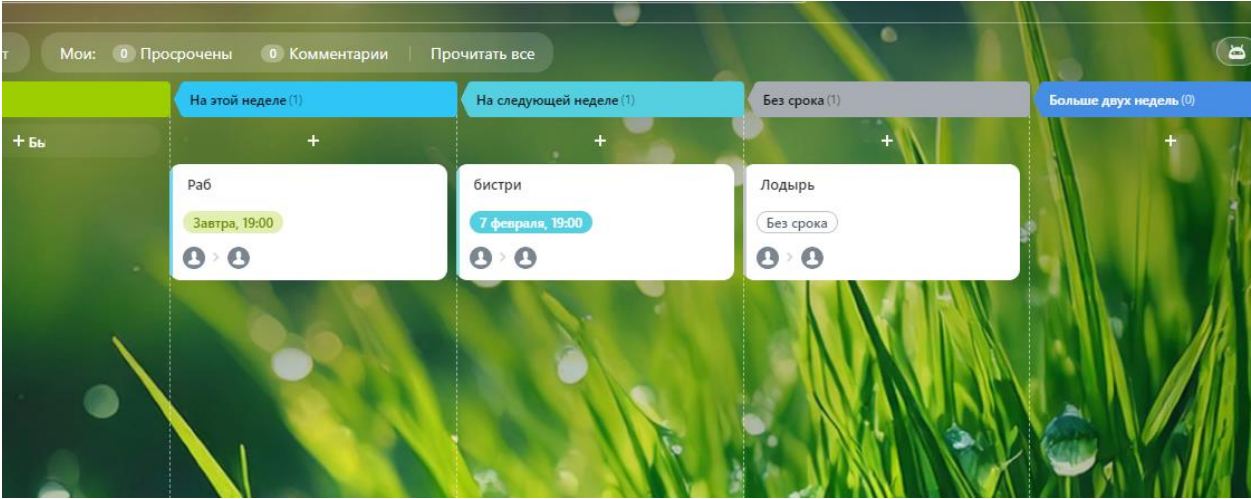 т Мои: 0 Просрочены 0 Комментарии Прочитать все
На этой неделе (1) На следующей неделе (1) Без срока (1) Больше двух недель (0)
+ Бы + + + +
Раб бистри Лодырь
Завтра, 19:00 7 февраля, 19:00 Без срока